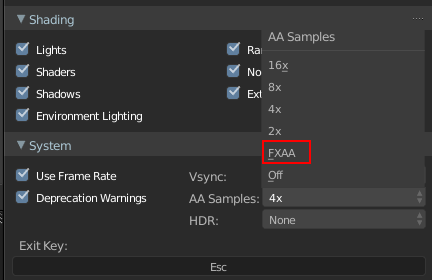 Shading
AA Samples
Lights
Ra
16x
Shaders
No
8x
Shadows
Ext
4x
Environment Lighting
2x
System
FXAA
Use Frame Rate
Vsync:
Off
Deprecation Warnings
AA Samples:
4x
HDR:
None
Exit Key:
Esc